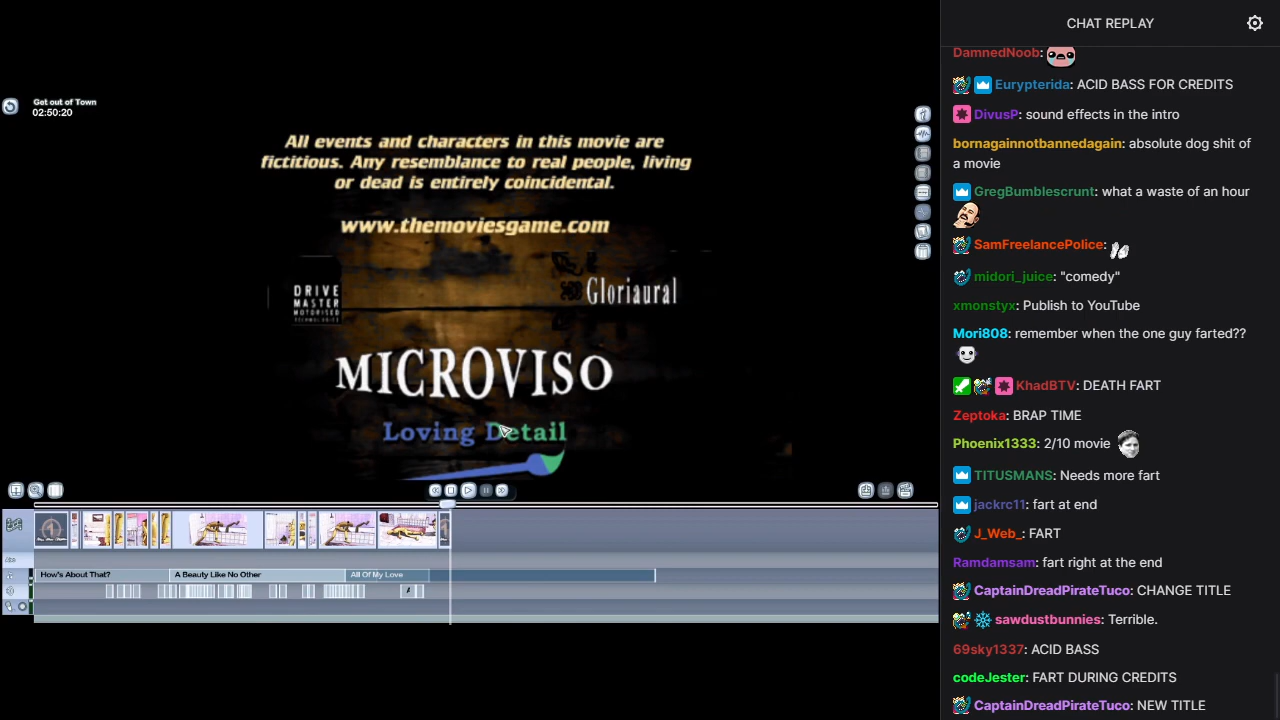 Get out of Town
02:50:20
All events and characters in this movie are
fictitious. Any resemblance to real people, living
or dead is entirely coincidental.
www.themoviesgame.com
DRIVE
MASTER
MOTORISED
TECHNOLOGIES
Gloriaural
MICROVISO
Loving Detail
How's About That?
A Beauty Like No Other
All Of My Love
CHAT REPLAY
DamnedNoob:
Eurypterida: ACID BASS FOR CREDITS
DivusP: sound effects in the intro
bornagainnotbannedagain: absolute dog shit of
a movie
GregBumblescrunt: what a waste of an hour
SamFreelancePolice:
midori_juice: "comedy"
xmonstyx: Publish to YouTube
Mori808: remember when the one guy farted??
KhadBTV: DEATH FART
Zeptoka: BRAP TIME
Phoenix1333: 2/10 movie
TITUSMANS: Needs more fart
jackrc11: fart at end
J_Web_: FART
Ramdamsam: fart right at the end
CaptainDreadPirateTuco: CHANGE TITLE
sawdustbunnies: Terrible.
69sky1337: ACID BASS
codeJester: FART DURING CREDITS
CaptainDreadPirateTuco: NEW TITLE